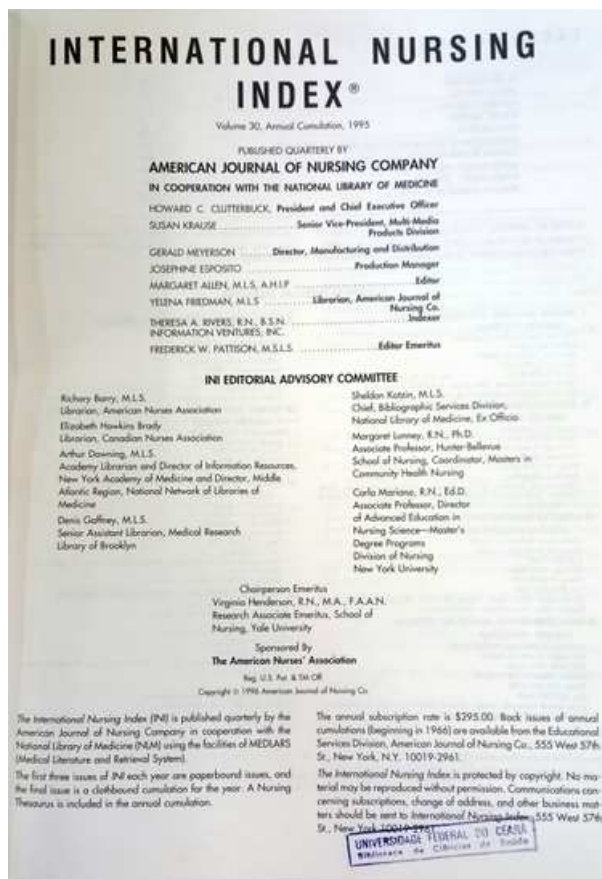 INTERNATIONAL NURSING
INDEX®
Volume 30, Annual Cumulation, 1995
PUBLISHED QUARTERLY BY
AMERICAN JOURNAL OF NURSING COMPANY
IN COOPERATION WITH THE NATIONAL LIBRARY OF MEDICINE
HOWARD C. CLUTTERBUCK, President and Chief Executive Officer
SUSAN KRAUSE .......... Senior Vice-President, Multi-Media
Products Division
GERALD MEYERSON .......... Director, Manufacturing and Distribution
JOSEPHINE ESPOSITO .......... Production Manager
MARGARET ALLEN, M.L.S, A.H.I.P .......... Editor
YELENA FRIEDMAN, M.L.S .......... Librarian, American Journal of
Nursing Co.
THERESA A. RIVERS, R.N., B.S.N. .......... Indexer
INFORMATION VENTURES, INC.
FREDERICK W. PATTISON, M.S.L.S. .......... Editor Emeritus
INI EDITORIAL ADVISORY COMMITTEE
Richard Barry, M.L.S.
Librarian, American Nurses Association
Elizabeth Hawkins Brady
Librarian, Canadian Nurses Association
Arthur Downing, M.L.S.
Academy Librarian and Director of Information Resources,
New York Academy of Medicine and Director, Middle
Atlantic Region, National Network of Libraries of
Medicine
Denis Gaffney, M.L.S.
Senior Assistant Librarian, Medical Research
Library of Brooklyn
Sheldon Kotzin, M.L.S.
Chief, Bibliographic Services Division,
National Library of Medicine, Ex Officio
Margaret Lunney, R.N., Ph.D.
Associate Professor, Hunter-Bellevue
School of Nursing, Coordinator, Masters in
Community Health Nursing
Carla Mariano, R.N., Ed.D.
Associate Professor, Director
of Advanced Education in
Nursing Science—Master's
Degree Programs
Division of Nursing
New York University
Chairperson Emeritus
Virginia Henderson, R.N., M.A., F.A.A.N.
Research Associate Emeritus, School of
Nursing, Yale University
Sponsored By
The American Nurses' Association
Reg. U.S. Pat. & TM Off.
Copyright © 1996 American Journal of Nursing Co.
The International Nursing Index (INI) is published quarterly by the
American Journal of Nursing Company in cooperation with the
National Library of Medicine (NLM) using the facilities of MEDLARS
(Medical Literature and Retrieval System).
The first three issues of INI each year are paperbound issues, and
the final issue is a clothbound cumulation for the year. A Nursing
Thesaurus is included in the annual cumulation.
The annual subscription rate is $295.00. Back issues of annual
cumulations (beginning in 1966) are available from the Educational
Services Division, American Journal of Nursing Co., 555 West 57th
St., New York, N.Y. 10019-2961.
The International Nursing Index is protected by copyright. No ma-
terial may be reproduced without permission. Communications con-
cerning subscriptions, change of address, and other business mat-
ters should be sent to International Nursing Index, 555 West 57th
St., New York 10019-2961.
UNIVERSIDADE FEDERAL DO CEARÁ
Biblioteca de Ciências da Saúde